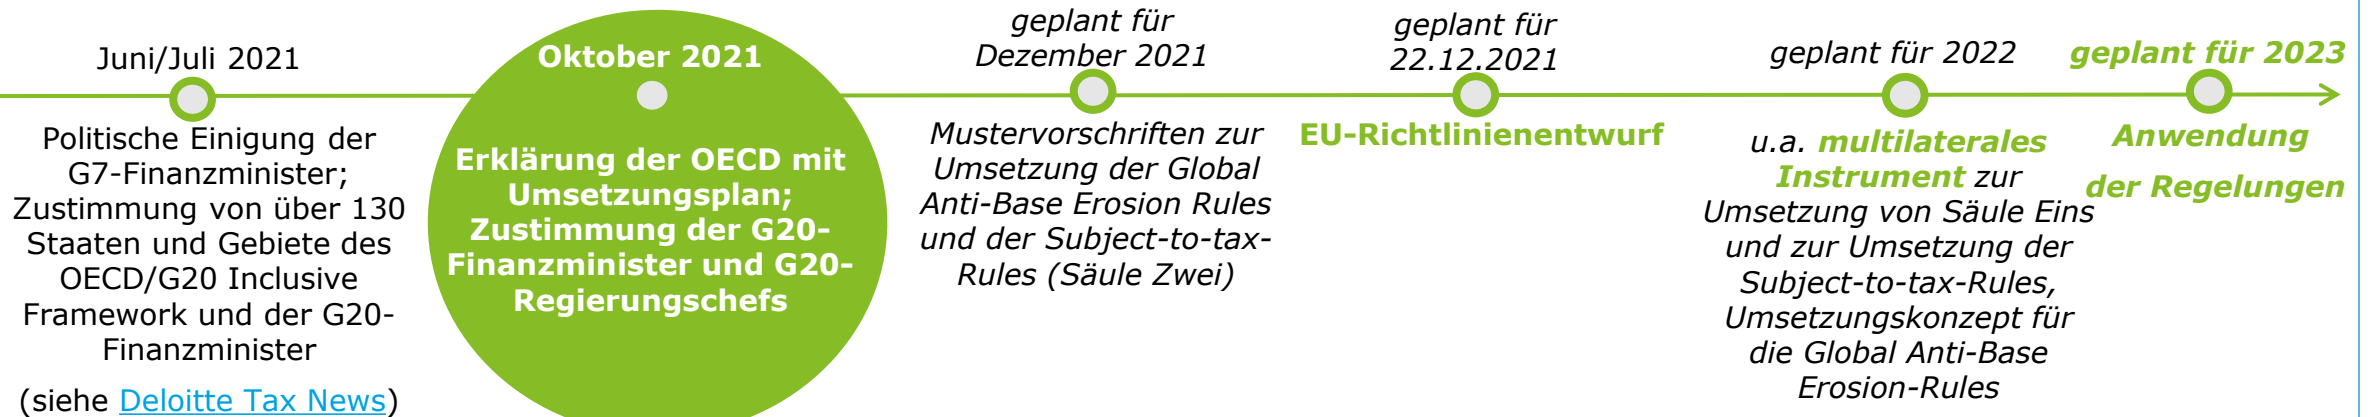 Juni/Juli 2021
Politische Einigung der
G7-Finanzminister;
Zustimmung von über 130
Staaten und Gebiete des
OECD/G20 Inclusive
Framework und der G20-
Finanzminister
(siehe Deloitte Tax News)
Oktober 2021
Erklärung der OECD mit
Umsetzungsplan;
Zustimmung der G20-
Finanzminister und G20-
Regierungschefs
geplant für
Dezember 2021
Mustervorschriften zur
Umsetzung der Global
Anti-Base Erosion Rules
und der Subject-to-tax-
Rules (Säule Zwei)
geplant für
22.12.2021
EU-Richtlinienentwurf
geplant für 2022
u.a. multilaterales
Instrument zur
Umsetzung von Säule Eins
und zur Umsetzung der
Subject-to-tax-Rules,
Umsetzungskonzept für
die Global Anti-Base
Erosion-Rules
geplant für 2023
Anwendung
der Regelungen